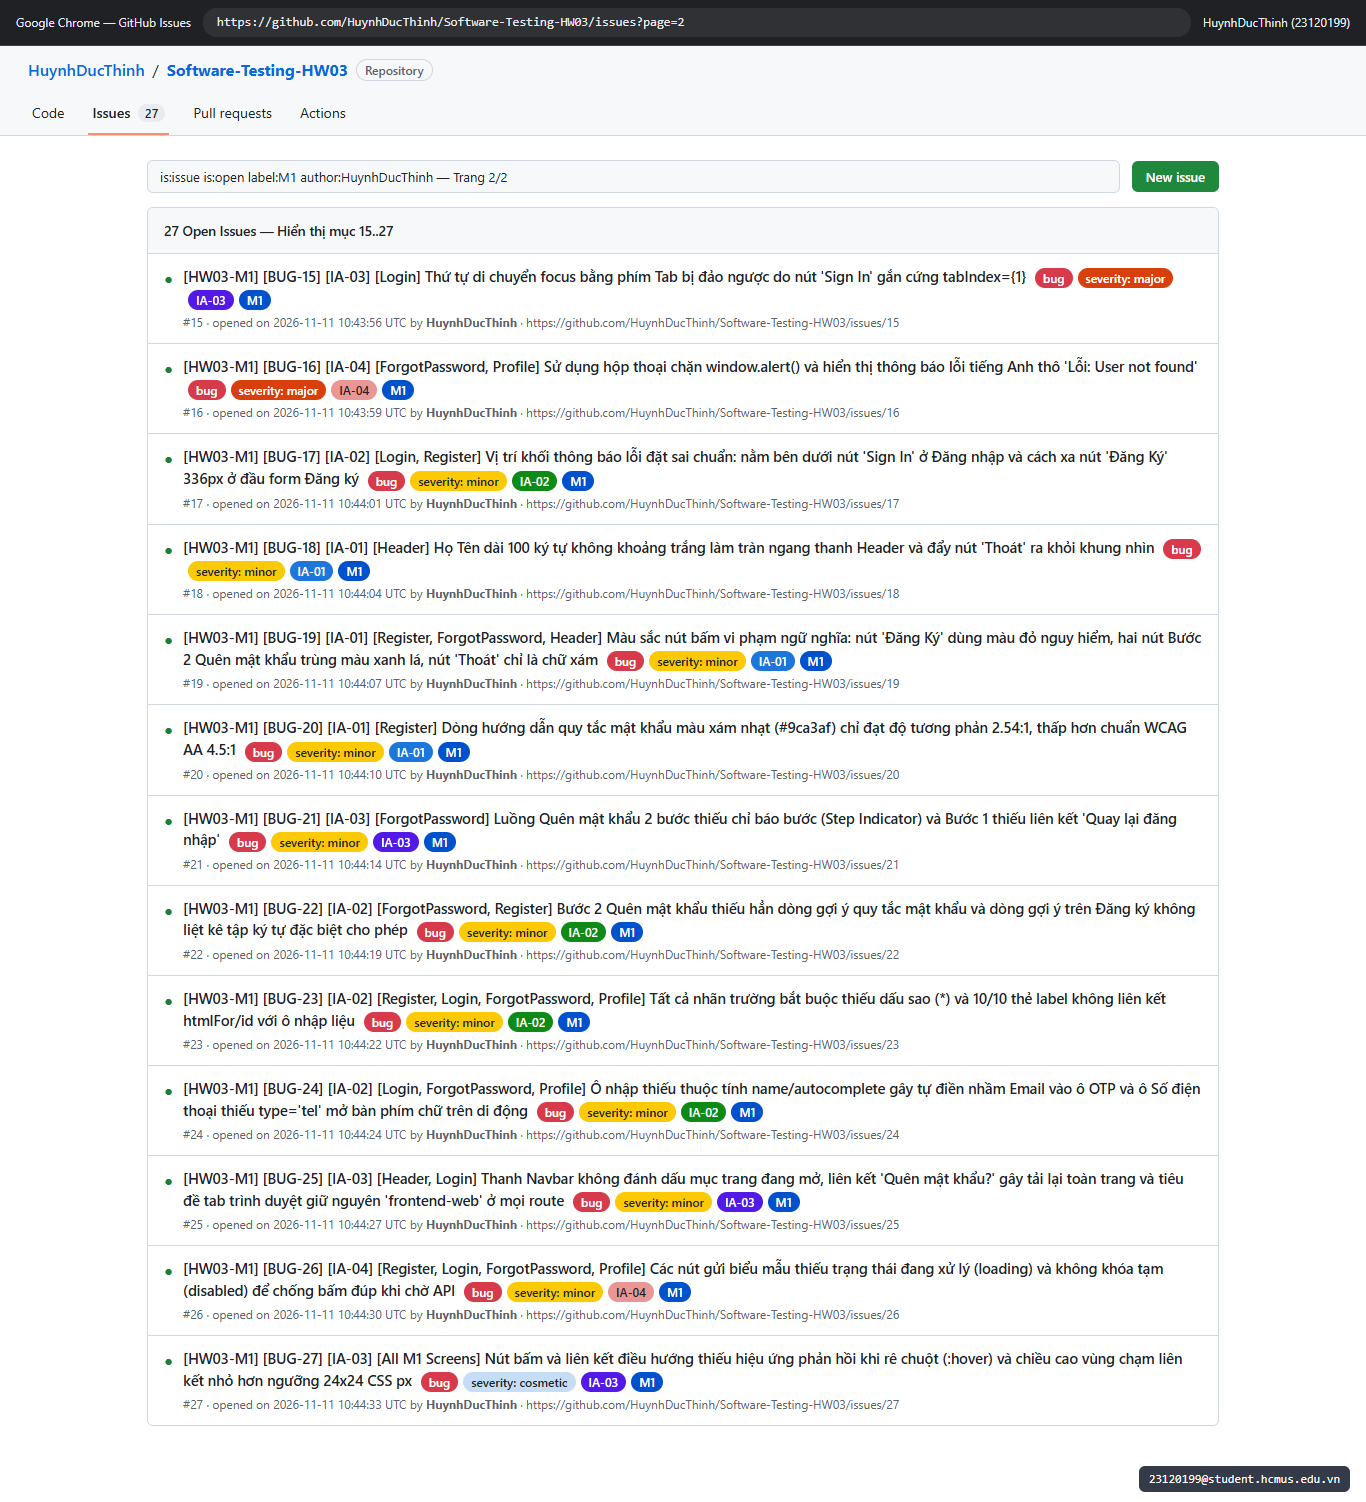 Google Chrome — GitHub Issues
https://github.com/HuynhDucThinh/Software-Testing-HW03/issues?page=2
HuynhDucThinh (23120199)
HuynhDucThinh / Software-Testing-HW03 Repository
Code Issues 27 Pull requests Actions
is:issue is:open label:M1 author:HuynhDucThinh — Trang 2/2
New issue
27 Open Issues — Hiển thị mục 15..27
[HW03-M1] [BUG-15] [IA-03] [Login] Thứ tự di chuyển focus bằng phím Tab bị đảo ngược do nút 'Sign In' gắn cứng tabIndex={1} bug severity: major
IA-03 M1
#15 · opened on 2026-11-11 10:43:56 UTC by HuynhDucThinh · https://github.com/HuynhDucThinh/Software-Testing-HW03/issues/15
[HW03-M1] [BUG-16] [IA-04] [ForgotPassword, Profile] Sử dụng hộp thoại chặn window.alert() và hiển thị thông báo lỗi tiếng Anh thô 'Lỗi: User not found'
bug severity: major IA-04 M1
#16 · opened on 2026-11-11 10:43:59 UTC by HuynhDucThinh · https://github.com/HuynhDucThinh/Software-Testing-HW03/issues/16
[HW03-M1] [BUG-17] [IA-02] [Login, Register] Vị trí khối thông báo lỗi đặt sai chuẩn: nằm bên dưới nút 'Sign In' ở Đăng nhập và cách xa nút 'Đăng Ký'
336px ở đầu form Đăng ký bug severity: minor IA-02 M1
#17 · opened on 2026-11-11 10:44:01 UTC by HuynhDucThinh · https://github.com/HuynhDucThinh/Software-Testing-HW03/issues/17
[HW03-M1] [BUG-18] [IA-01] [Header] Họ Tên dài 100 ký tự không khoảng trắng làm tràn ngang thanh Header và đẩy nút 'Thoát' ra khỏi khung nhìn bug
severity: minor IA-01 M1
#18 · opened on 2026-11-11 10:44:04 UTC by HuynhDucThinh · https://github.com/HuynhDucThinh/Software-Testing-HW03/issues/18
[HW03-M1] [BUG-19] [IA-01] [Register, ForgotPassword, Header] Màu sắc nút bấm vi phạm ngữ nghĩa: nút 'Đăng Ký' dùng màu đỏ nguy hiểm, hai nút Bước
2 Quên mật khẩu trùng màu xanh lá, nút 'Thoát' chỉ là chữ xám bug severity: minor IA-01 M1
#19 · opened on 2026-11-11 10:44:07 UTC by HuynhDucThinh · https://github.com/HuynhDucThinh/Software-Testing-HW03/issues/19
[HW03-M1] [BUG-20] [IA-01] [Register] Dòng hướng dẫn quy tắc mật khẩu màu xám nhạt (#9ca3af) chỉ đạt độ tương phản 2.54:1, thấp hơn chuẩn WCAG
AA 4.5:1 bug severity: minor IA-01 M1
#20 · opened on 2026-11-11 10:44:10 UTC by HuynhDucThinh · https://github.com/HuynhDucThinh/Software-Testing-HW03/issues/20
[HW03-M1] [BUG-21] [IA-03] [ForgotPassword] Luồng Quên mật khẩu 2 bước thiếu chỉ báo bước (Step Indicator) và Bước 1 thiếu liên kết 'Quay lại đăng
nhập' bug severity: minor IA-03 M1
#21 · opened on 2026-11-11 10:44:14 UTC by HuynhDucThinh · https://github.com/HuynhDucThinh/Software-Testing-HW03/issues/21
[HW03-M1] [BUG-22] [IA-02] [ForgotPassword, Register] Bước 2 Quên mật khẩu thiếu hẳn dòng gợi ý quy tắc mật khẩu và dòng gợi ý trên Đăng ký không
liệt kê tập ký tự đặc biệt cho phép bug severity: minor IA-02 M1
#22 · opened on 2026-11-11 10:44:19 UTC by HuynhDucThinh · https://github.com/HuynhDucThinh/Software-Testing-HW03/issues/22
[HW03-M1] [BUG-23] [IA-02] [Register, Login, ForgotPassword, Profile] Tất cả nhãn trường bắt buộc thiếu dấu sao (*) và 10/10 thẻ label không liên kết
htmlFor/id với ô nhập liệu bug severity: minor IA-02 M1
#23 · opened on 2026-11-11 10:44:22 UTC by HuynhDucThinh · https://github.com/HuynhDucThinh/Software-Testing-HW03/issues/23
[HW03-M1] [BUG-24] [IA-02] [Login, ForgotPassword, Profile] Ô nhập thiếu thuộc tính name/autocomplete gây tự điền nhầm Email vào ô OTP và ô Số điện
thoại thiếu type='tel' mở bàn phím chữ trên di động bug severity: minor IA-02 M1
#24 · opened on 2026-11-11 10:44:24 UTC by HuynhDucThinh · https://github.com/HuynhDucThinh/Software-Testing-HW03/issues/24
[HW03-M1] [BUG-25] [IA-03] [Header, Login] Thanh Navbar không đánh dấu mục trang đang mở, liên kết 'Quên mật khẩu?' gây tải lại toàn trang và tiêu
đề tab trình duyệt giữ nguyên 'frontend-web' ở mọi route bug severity: minor IA-03 M1
#25 · opened on 2026-11-11 10:44:27 UTC by HuynhDucThinh · https://github.com/HuynhDucThinh/Software-Testing-HW03/issues/25
[HW03-M1] [BUG-26] [IA-04] [Register, Login, ForgotPassword, Profile] Các nút gửi biểu mẫu thiếu trạng thái đang xử lý (loading) và không khóa tạm
(disabled) để chống bấm đúp khi chờ API bug severity: minor IA-04 M1
#26 · opened on 2026-11-11 10:44:30 UTC by HuynhDucThinh · https://github.com/HuynhDucThinh/Software-Testing-HW03/issues/26
[HW03-M1] [BUG-27] [IA-03] [All M1 Screens] Nút bấm và liên kết điều hướng thiếu hiệu ứng phản hồi khi rê chuột (:hover) và chiều cao vùng chạm liên
kết nhỏ hơn ngưỡng 24x24 CSS px bug severity: cosmetic IA-03 M1
#27 · opened on 2026-11-11 10:44:33 UTC by HuynhDucThinh · https://github.com/HuynhDucThinh/Software-Testing-HW03/issues/27
23120199@student.hcmus.edu.vn